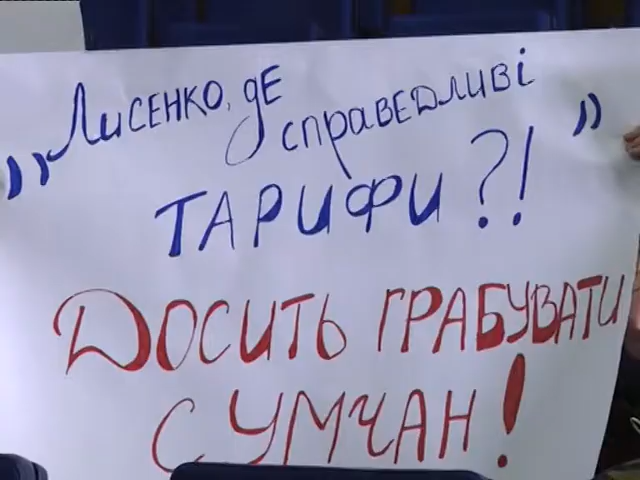 „Лисенко, де
справедливі"
ТАРИФИ?!
ДОСИТЬ ГРАБУВАТИ
СУМЧАН!